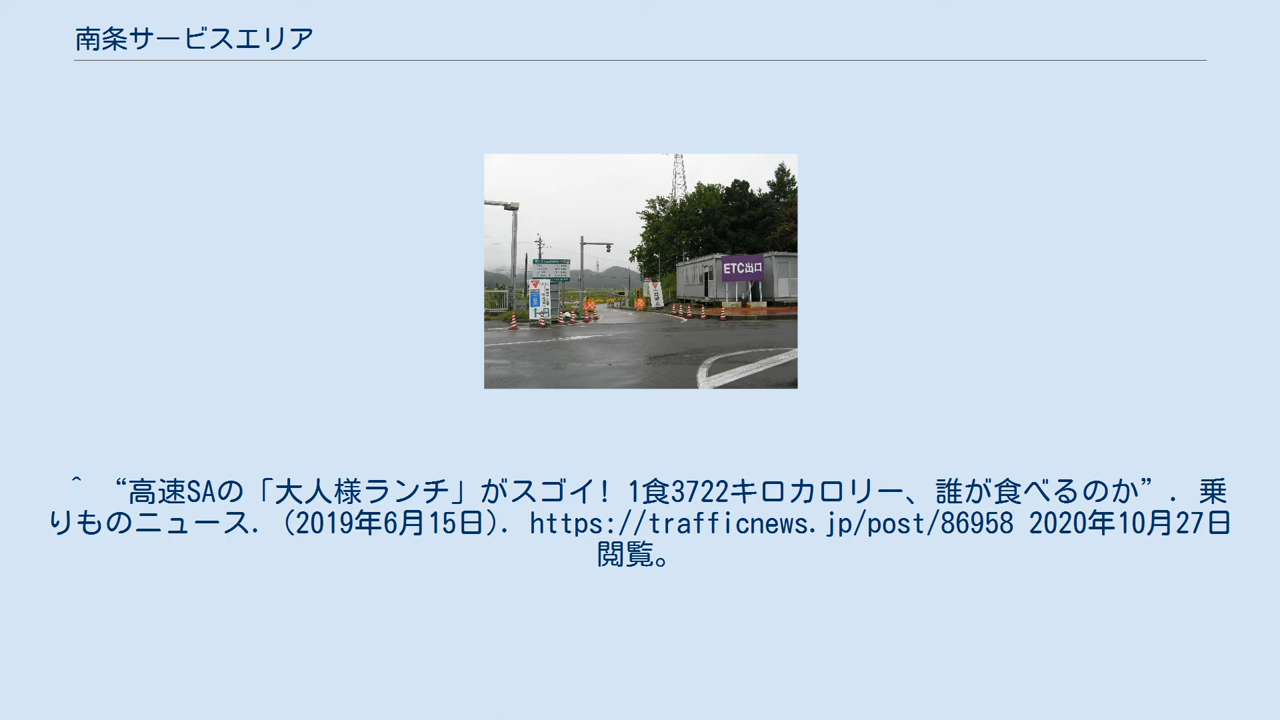 南条サービスエリア
ETC出口
^ “高速SAの「大人様ランチ」がスゴイ! 1食3722キロカロリー、誰が食べるのか”. 乗
りものニュース. (2019年6月15日). https://trafficnews.jp/post/86958 2020年10月27日
閲覧。